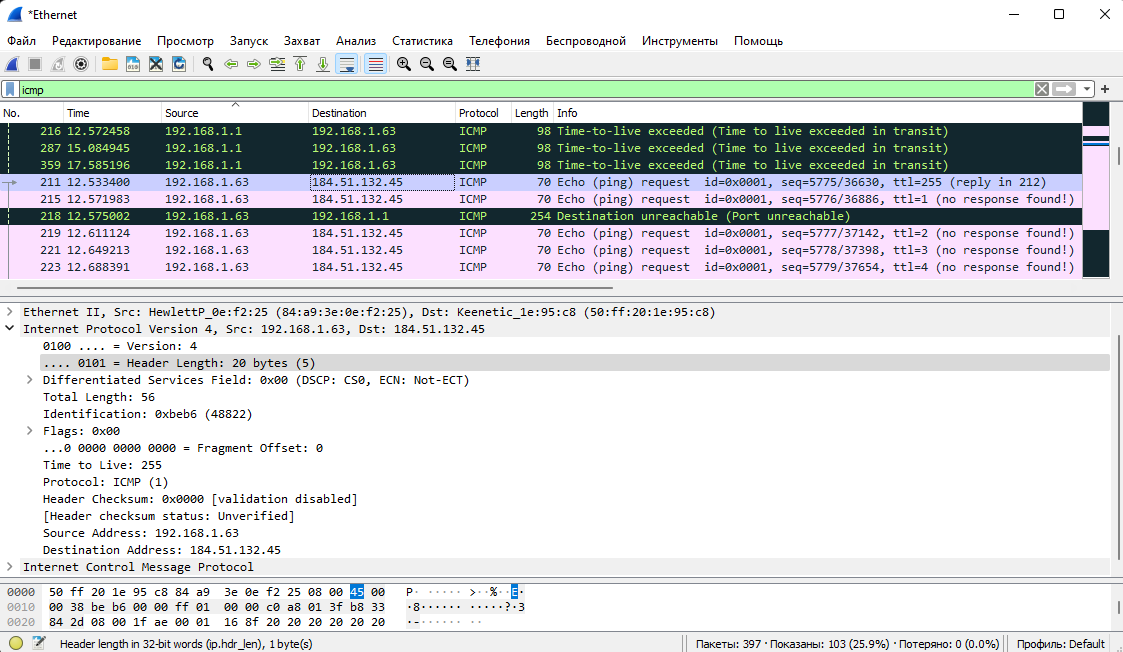 *Ethernet
Файл Редактирование Просмотр Запуск Захват Анализ Статистика Телефония Беспроводной Инструменты Помощь
icmp
No. Time Source Destination Protocol Length Info
216 12.572458 192.168.1.1 192.168.1.63 ICMP 98 Time-to-live exceeded (Time to live exceeded in transit)
287 15.084945 192.168.1.1 192.168.1.63 ICMP 98 Time-to-live exceeded (Time to live exceeded in transit)
359 17.585196 192.168.1.1 192.168.1.63 ICMP 98 Time-to-live exceeded (Time to live exceeded in transit)
211 12.533400 192.168.1.63 184.51.132.45 ICMP 70 Echo (ping) request id=0x0001, seq=5775/36630, ttl=255 (reply in 212)
215 12.571983 192.168.1.63 184.51.132.45 ICMP 70 Echo (ping) request id=0x0001, seq=5776/36886, ttl=1 (no response found!)
218 12.575002 192.168.1.63 192.168.1.1 ICMP 254 Destination unreachable (Port unreachable)
219 12.611124 192.168.1.63 184.51.132.45 ICMP 70 Echo (ping) request id=0x0001, seq=5777/37142, ttl=2 (no response found!)
221 12.649213 192.168.1.63 184.51.132.45 ICMP 70 Echo (ping) request id=0x0001, seq=5778/37398, ttl=3 (no response found!)
223 12.688391 192.168.1.63 184.51.132.45 ICMP 70 Echo (ping) request id=0x0001, seq=5779/37654, ttl=4 (no response found!)
Ethernet II, Src: HewlettP_0e:f2:25 (84:a9:3e:0e:f2:25), Dst: Keenetic_1e:95:c8 (50:ff:20:1e:95:c8)
Internet Protocol Version 4, Src: 192.168.1.63, Dst: 184.51.132.45
0100 .... = Version: 4
.... 0101 = Header Length: 20 bytes (5)
Differentiated Services Field: 0x00 (DSCP: CS0, ECN: Not-ECT)
Total Length: 56
Identification: 0xbeb6 (48822)
Flags: 0x00
...0 0000 0000 0000 = Fragment Offset: 0
Time to Live: 255
Protocol: ICMP (1)
Header Checksum: 0x0000 [validation disabled]
[Header checksum status: Unverified]
Source Address: 192.168.1.63
Destination Address: 184.51.132.45
Internet Control Message Protocol
0000 50 ff 20 1e 95 c8 84 a9 3e 0e f2 25 08 00 45 00 P· ····· >··%··E·
0010 00 38 be b6 00 00 ff 01 00 00 c0 a8 01 3f b8 33 ·8······ ·····?·3
0020 84 2d 08 00 1f ae 00 01 16 8f 20 20 20 20 20 20 ·-······ ··
Header length in 32-bit words (ip.hdr_len), 1 byte(s) Пакеты: 397 · Показаны: 103 (25.9%) · Потеряно: 0 (0.0%) Профиль: Default